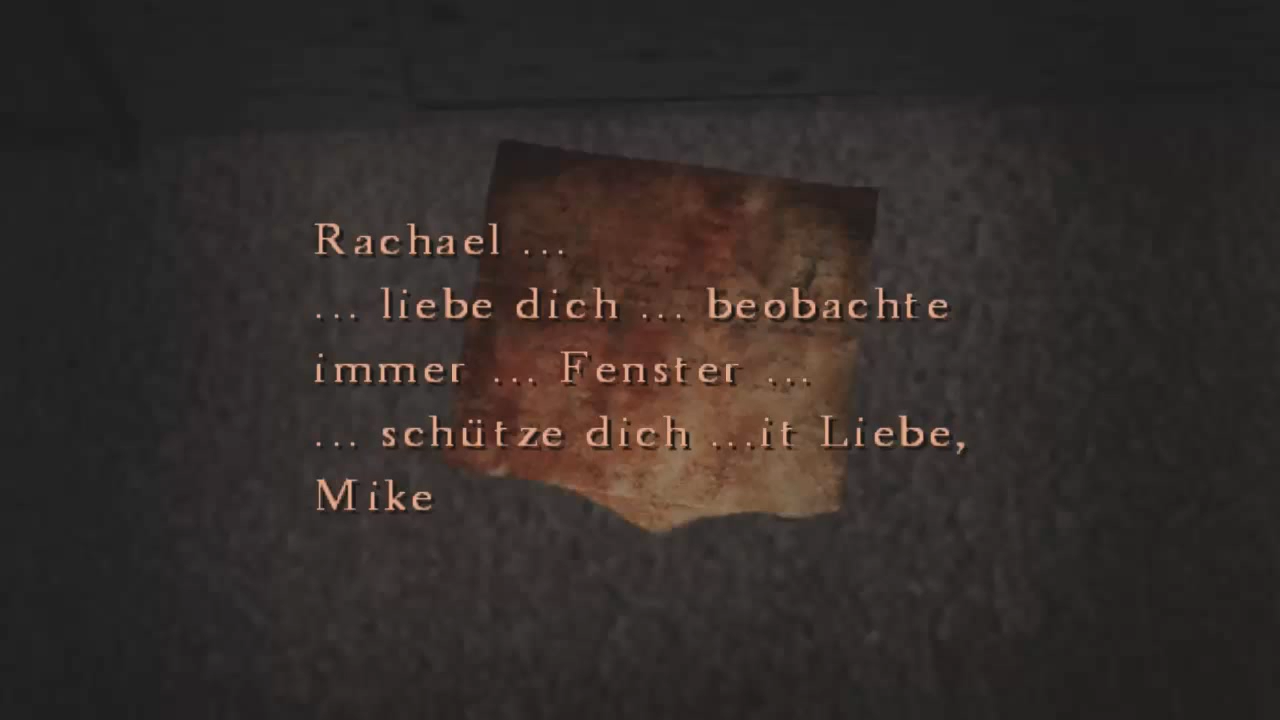 Rachael ...
... liebe dich ... beobachte
immer ... Fenster ...
... schütze dich ...it Liebe,
Mike